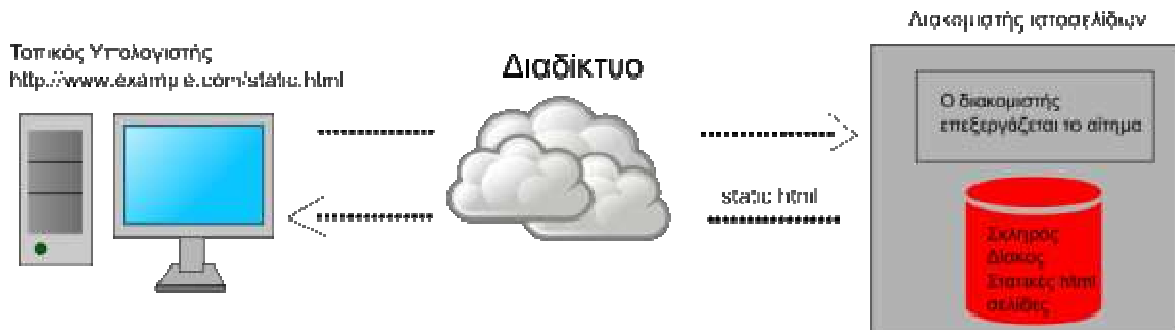 Τοπικός Υπολογιστής
http://www.example.com/static.html
Διαδίκτυο
Διακομιστής ιστοσελίδων
Ο διακομιστής
επεξεργάζεται το αίτημα
static html
Σκληρός
Δίσκος
Στατικές html
σελίδες